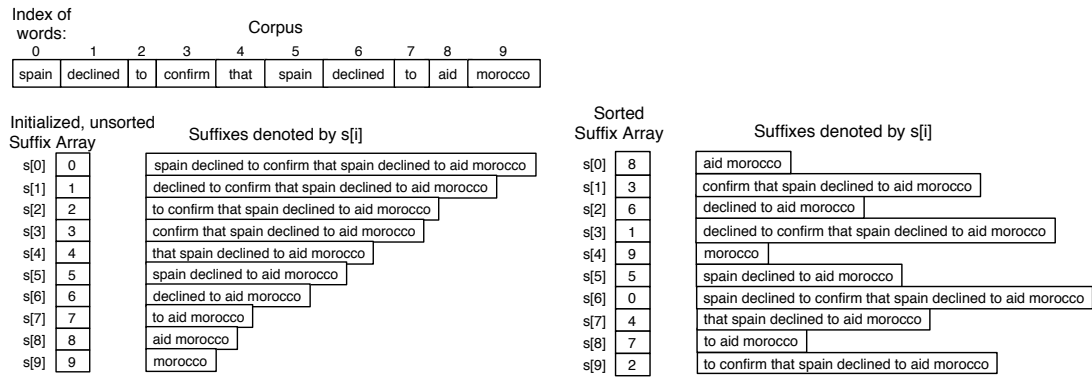 Index of words: Corpus
0 1 2 3 4 5 6 7 8 9
spain declined to confirm that spain declined to aid morocco
Initialized, unsorted
Suffix Array Suffixes denoted by s[i]
s[0] 0 spain declined to confirm that spain declined to aid morocco
s[1] 1 declined to confirm that spain declined to aid morocco
s[2] 2 to confirm that spain declined to aid morocco
s[3] 3 confirm that spain declined to aid morocco
s[4] 4 that spain declined to aid morocco
s[5] 5 spain declined to aid morocco
s[6] 6 declined to aid morocco
s[7] 7 to aid morocco
s[8] 8 aid morocco
s[9] 9 morocco
Sorted
Suffix Array Suffixes denoted by s[i]
s[0] 8 aid morocco
s[1] 3 confirm that spain declined to aid morocco
s[2] 6 declined to aid morocco
s[3] 1 declined to confirm that spain declined to aid morocco
s[4] 9 morocco
s[5] 5 spain declined to aid morocco
s[6] 0 spain declined to confirm that spain declined to aid morocco
s[7] 4 that spain declined to aid morocco
s[8] 7 to aid morocco
s[9] 2 to confirm that spain declined to aid morocco